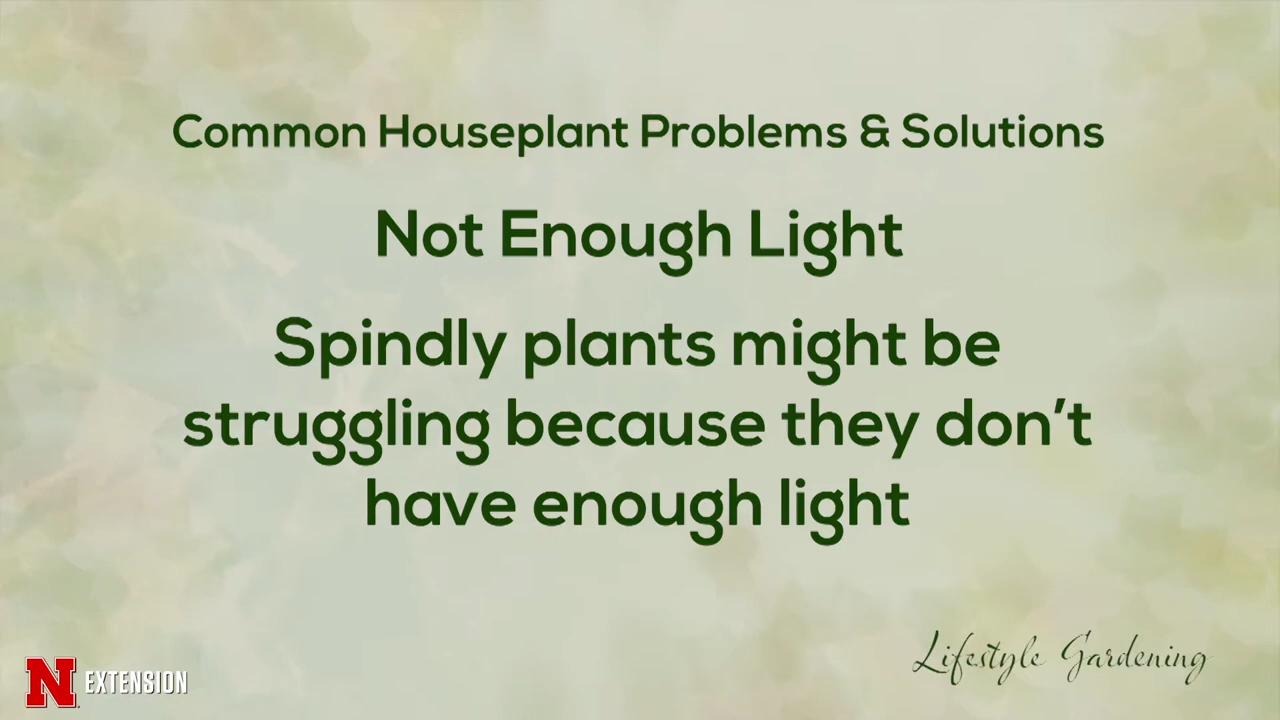 Common Houseplant Problems & Solutions
Not Enough Light
Spindly plants might be
struggling because they don’t
have enough light
Lifestyle Gardening
N EXTENSION